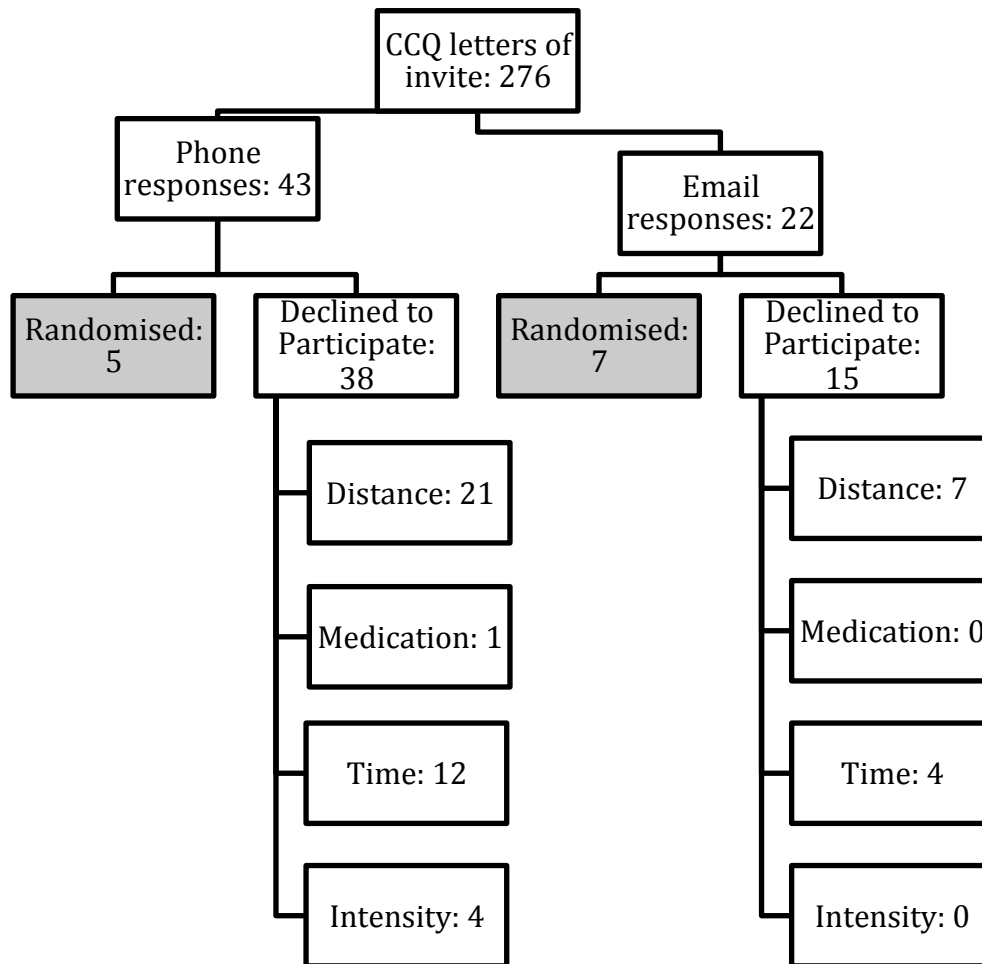 CCQ letters of
invite: 276
Phone
responses: 43
Email
responses: 22
Randomised:
5
Declined to
Participate:
38
Randomised:
7
Declined to
Participate:
15
Distance: 21
Medication: 1
Time: 12
Intensity: 4
Distance: 7
Medication: 0
Time: 4
Intensity: 0